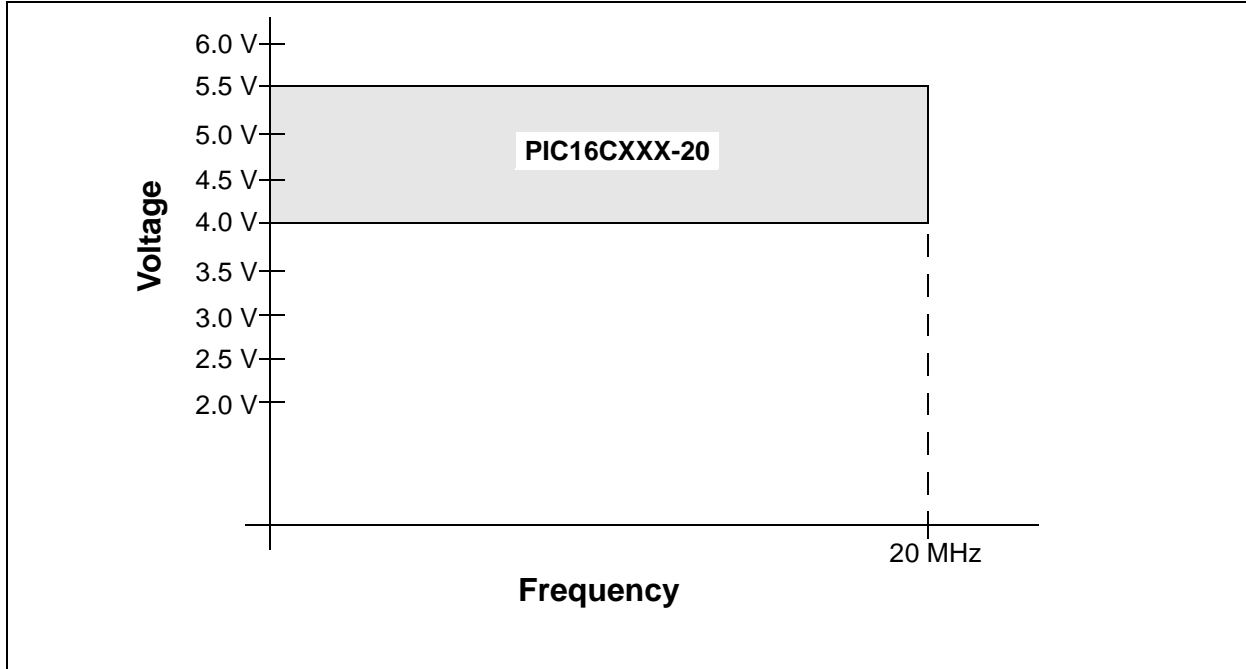 6.0 V
5.5 V
5.0 V
4.5 V
4.0 V
3.5 V
3.0 V
2.5 V
2.0 V
Voltage
PIC16CXXX-20
20 MHz
Frequency